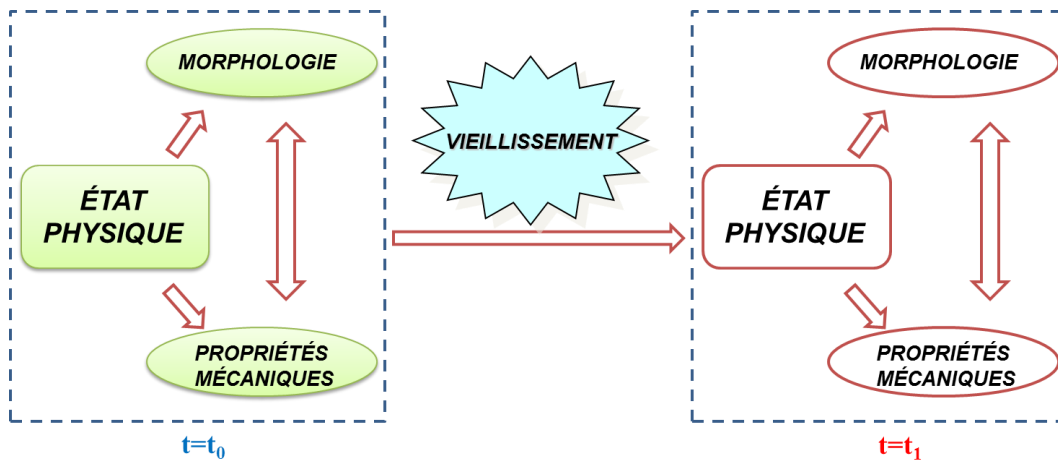 MORPHOLOGIE
ÉTAT
PHYSIQUE
PROPRIÉTÉS
MÉCANIQUES
t=t₀
VIEILLISSEMENT
MORPHOLOGIE
ÉTAT
PHYSIQUE
PROPRIÉTÉS
MÉCANIQUES
t=t₁